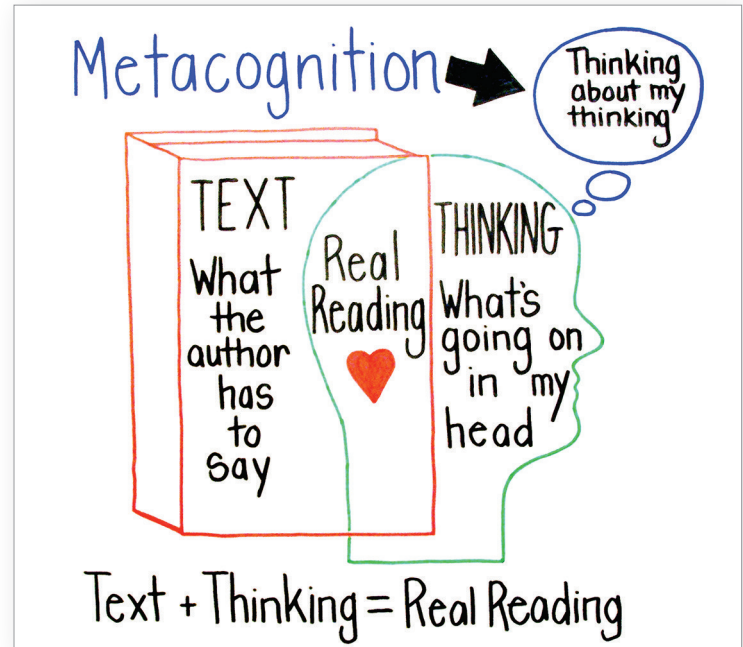 Metacognition
Thinking
about my
thinking
TEXT
What
the
author
has
to
say
Real
Reading
THINKING
What's
going on
in my
head
Text + Thinking = Real Reading